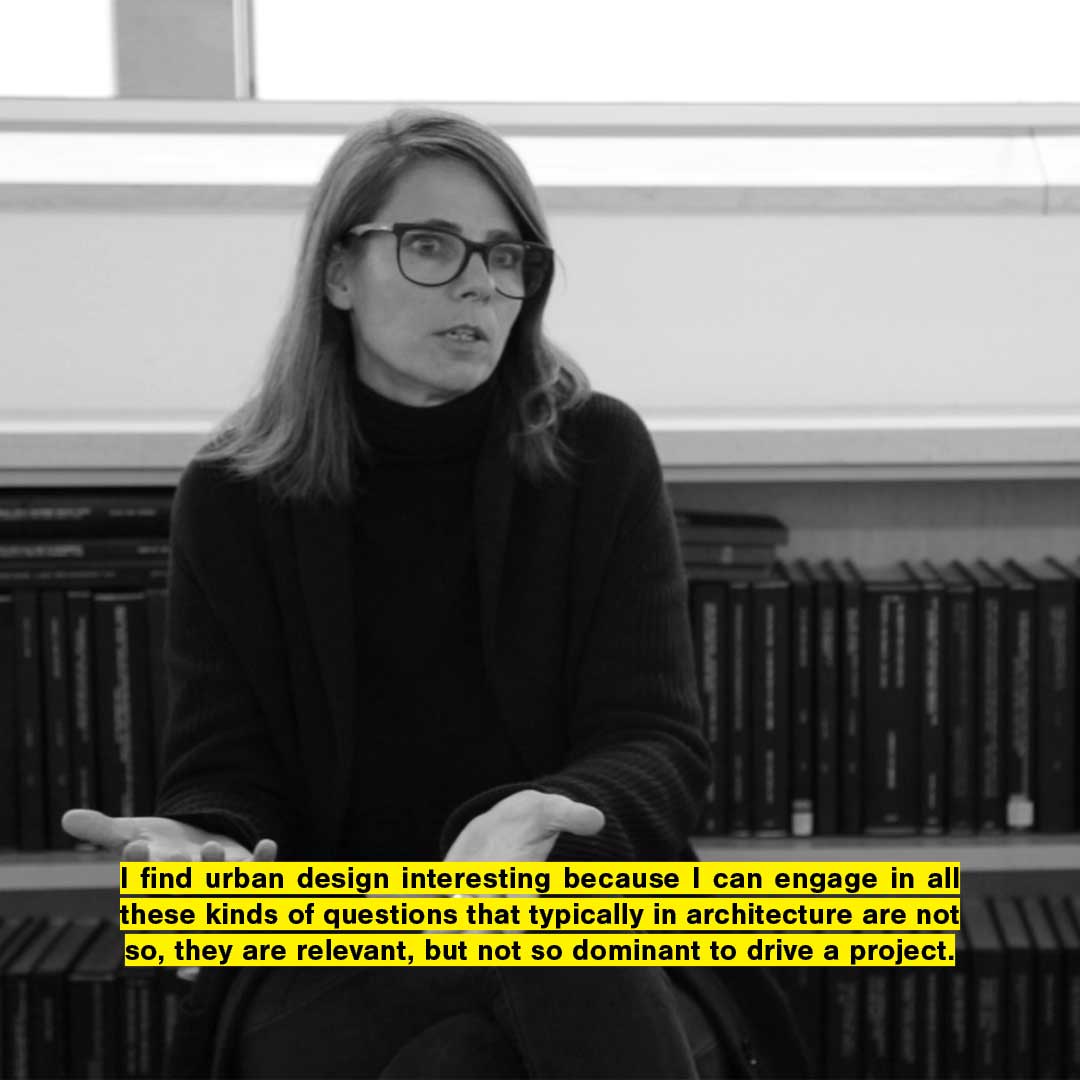 I find urban design interesting because I can engage in all
these kinds of questions that typically in architecture are not
so, they are relevant, but not so dominant to drive a project.